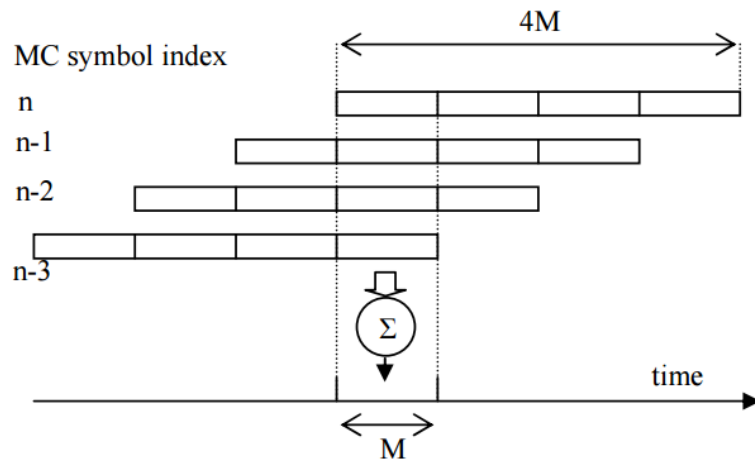 4M
MC symbol index
n
n-1
n-2
n-3
Σ
time
M